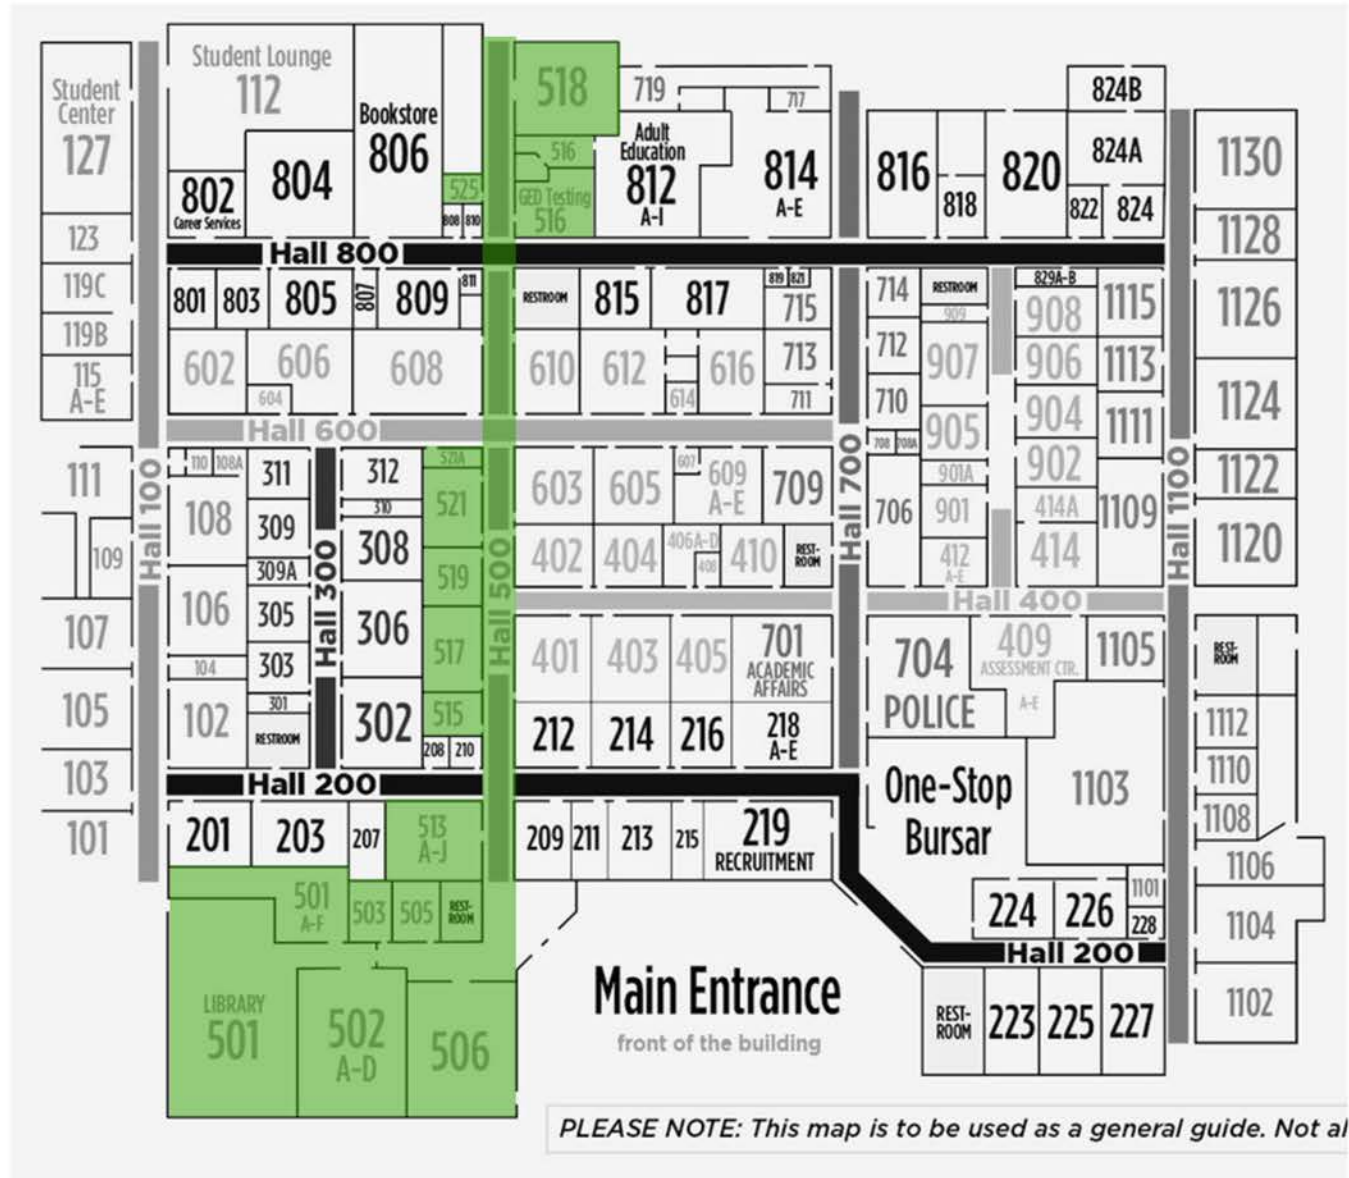 Student
Center
127
123
119C
119B
115
A-E
111
109
107
105
103
101
Hall 100
Student Lounge
112
Bookstore
806
802
Career Services
804
525
808
810
518
516
GED Testing
516
719
717
Adult
Education
812
A-I
814
A-E
816
818
820
824B
824A
822
824
1130
1128
1126
1124
1122
1120
Hall 800
801
803
805
807
809
811
RESTROOM
815
817
819
821
715
713
711
602
606
604
608
610
612
614
616
714
712
710
708
708A
706
RESTROOM
909
907
905
901A
901
412
A-E
829A-B
908
906
904
902
414A
414
1115
1113
1111
1109
Hall 600
Hall 700
Hall 1100
110
108A
108
106
104
102
311
309
309A
305
303
301
RESTROOM
Hall 300
312
310
308
306
302
521A
521
519
517
515
208
210
Hall 500
603
605
607
609
A-E
709
402
404
406A-D
408
410
REST-
ROOM
Hall 400
401
403
405
701
ACADEMIC
AFFAIRS
212
214
216
218
A-E
704
POLICE
409
ASSESSMENT CTR.
A-E
1105
1103
REST-
ROOM
1112
1110
1108
1106
1104
1102
Hall 200
201
203
207
513
A-J
209
211
213
215
219
RECRUITMENT
One-Stop
Bursar
1101
224
226
228
Hall 200
501
A-F
503
505
REST-
ROOM
LIBRARY
501
502
A-D
506
Main Entrance
front of the building
REST-
ROOM
223
225
227
PLEASE NOTE: This map is to be used as a general guide. Not al